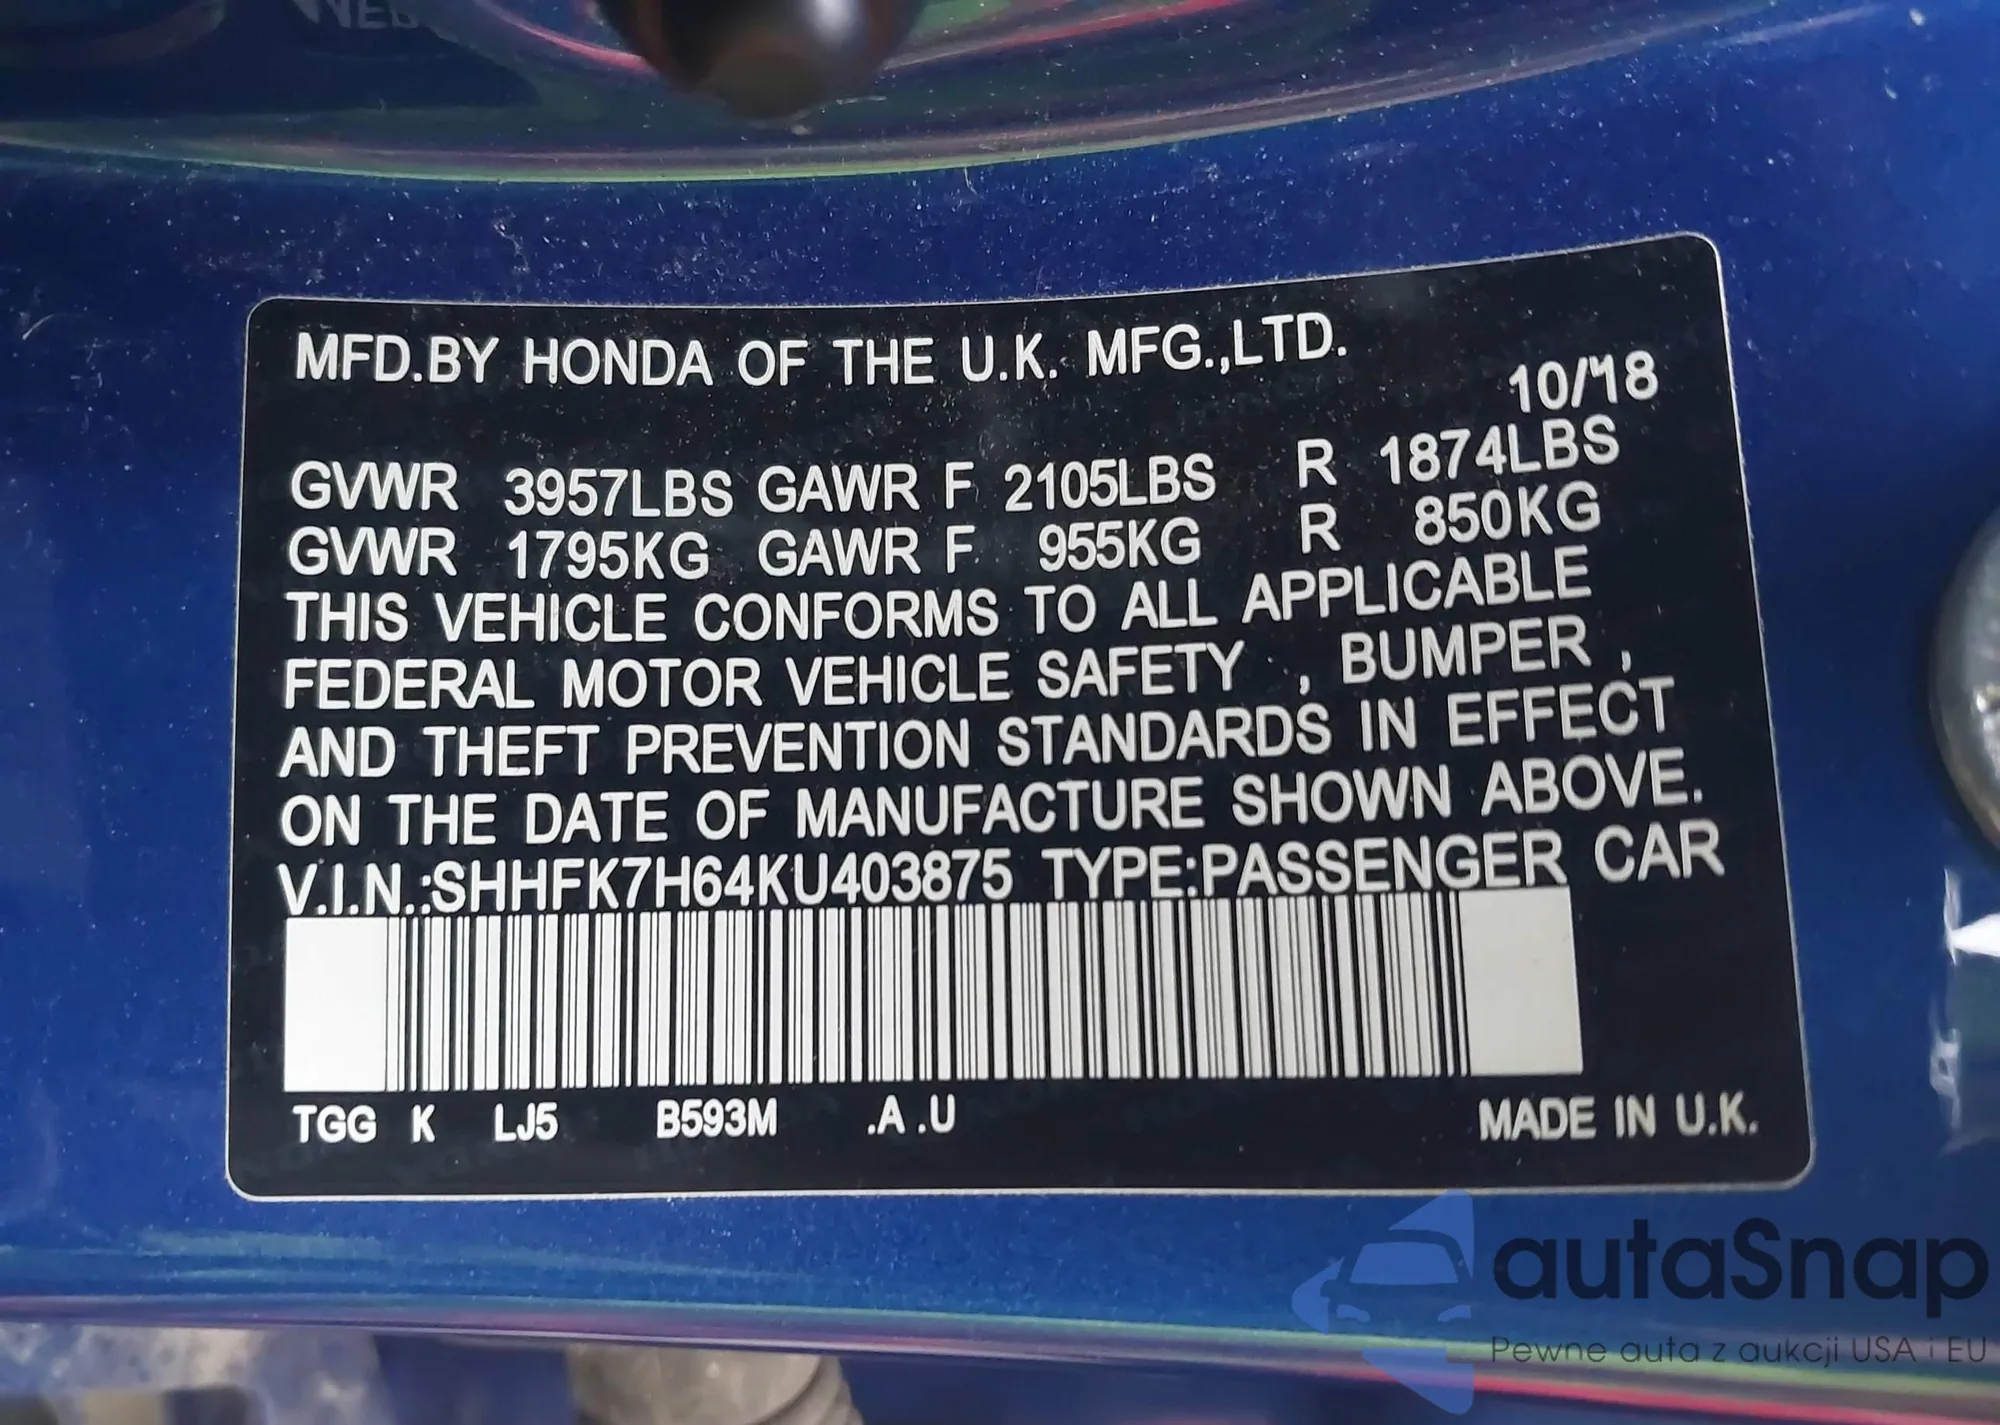 MFD.BY HONDA OF THE U.K. MFG.,LTD.
10/'18
GVWR 3957LBS GAWR F 2105LBS R 1874LBS
GVWR 1795KG GAWR F 955KG R 850KG
THIS VEHICLE CONFORMS TO ALL APPLICABLE
FEDERAL MOTOR VEHICLE SAFETY , BUMPER ,
AND THEFT PREVENTION STANDARDS IN EFFECT
ON THE DATE OF MANUFACTURE SHOWN ABOVE.
V.I.N.:SHHFK7H64KU403875 TYPE:PASSENGER CAR
TGG K LJ5 B593M .A .U MADE IN U.K.
autaSnap
Pewne auta z aukcji USA i EU